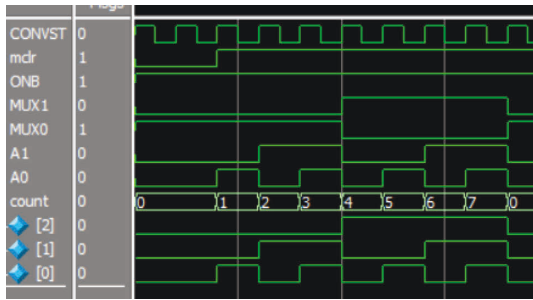 Msgs
CONVST 0
mclr 1
ONB 1
MUX1 0
MUX0 1
A1 0
A0 0
count 0 0 1 2 3 4 5 6 7 0
[2] 0
[1] 0
[0] 0